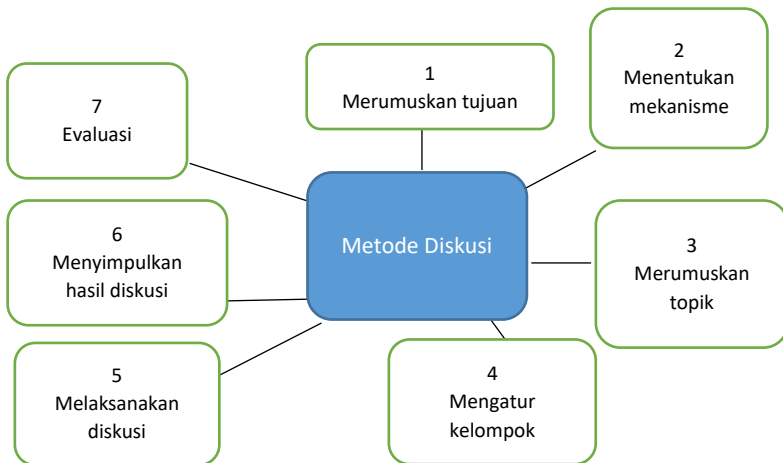 1
Merumuskan tujuan
2
Menentukan
mekanisme
3
Merumuskan
topik
4
Mengatur
kelompok
5
Melaksanakan
diskusi
6
Menyimpulkan
hasil diskusi
7
Evaluasi
Metode Diskusi